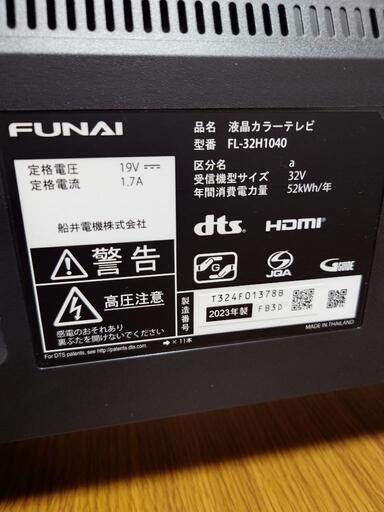 FUNAI
品名 液晶カラーテレビ
型番 FL-32H1040
定格電圧 19V
定格電流 1.7A
区分名 a
受信機型サイズ 32V
年間消費電力量 52kWh/年
船井電機株式会社
dts HDMI
警告
高圧注意
感電のおそれあり
裏ぶたを開けないでください。
G JQA G GUIDE
製造番号 T324F01378B
2023年製 FB3D
For DTS patents, see http://patents.dts.com.
→×11本
MADE IN THAILAND